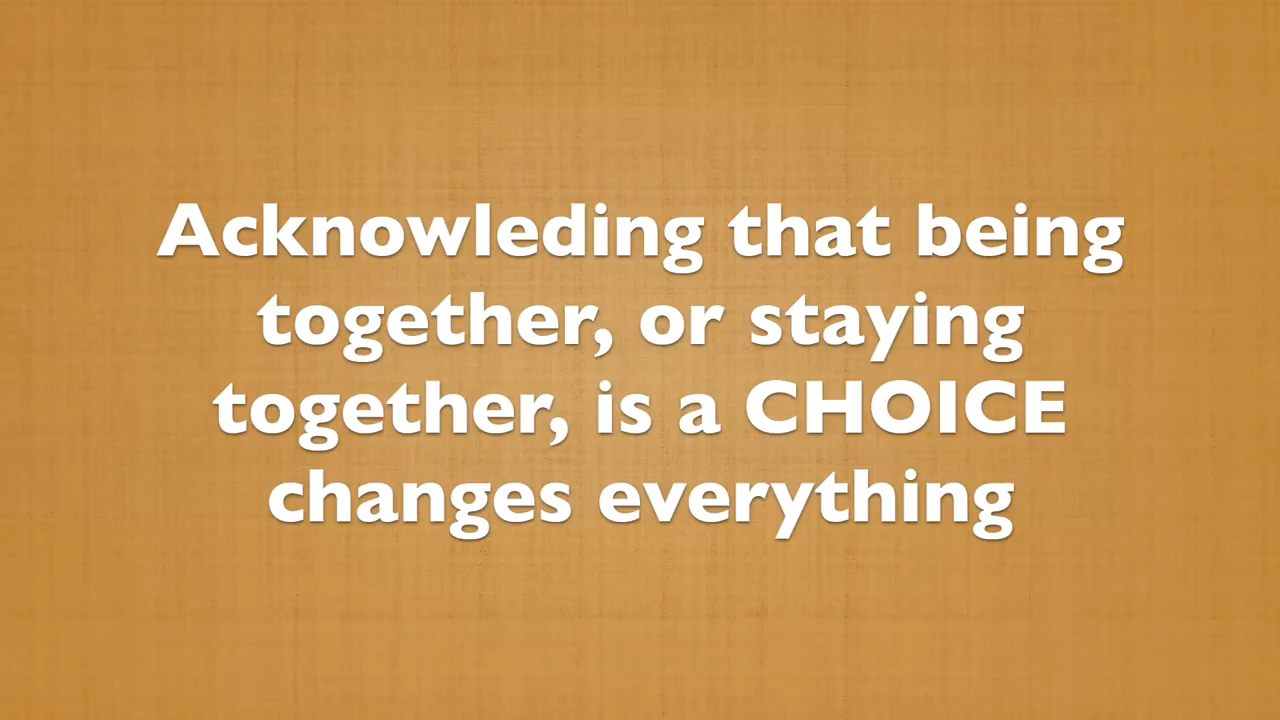 Acknowleding that being
together, or staying
together, is a CHOICE
changes everything